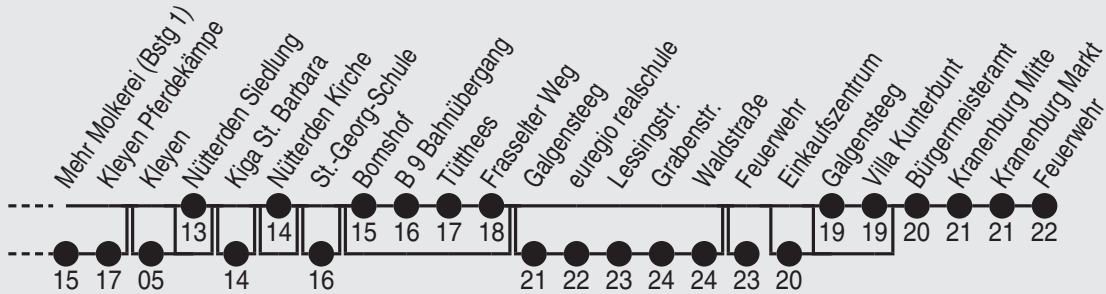 Mehr Molkerei (Bstg 1)
Kleyen Pferdekämpe
Kleyen
Nütterden Siedlung
Kiga St. Barbara
Nütterden Kirche
St.-Georg-Schule
Bornshof
B 9 Bahnübergang
Tütthees
Frasselter Weg
Galgensteeg
euregio realschule
Lessingstr.
Grabenstr.
Waldstraße
Feuerwehr
Einkaufszentrum
Galgensteeg
Villa Kunterbunt
Bürgermeisteramt
Kranenburg Mitte
Kranenburg Markt
Feuerwehr
13 14 15 16 17 18 19 19 20 21 21 22
15 17 05 14 16 21 22 23 24 24 23 20